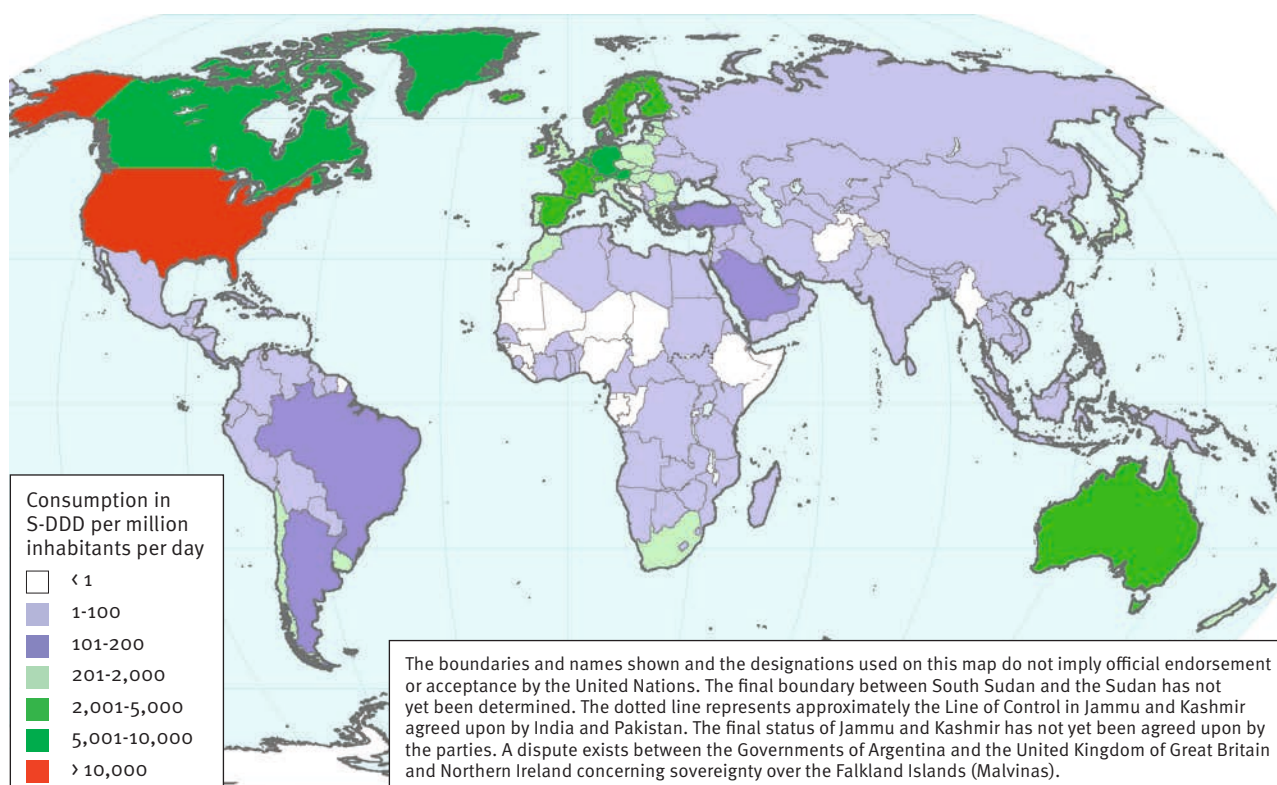 Consumption in
S-DDD per million
inhabitants per day
< 1
1-100
101-200
201-2,000
2,001-5,000
5,001-10,000
> 10,000
The boundaries and names shown and the designations used on this map do not imply official endorsement
or acceptance by the United Nations. The final boundary between South Sudan and the Sudan has not
yet been determined. The dotted line represents approximately the Line of Control in Jammu and Kashmir
agreed upon by India and Pakistan. The final status of Jammu and Kashmir has not yet been agreed upon by
the parties. A dispute exists between the Governments of Argentina and the United Kingdom of Great Britain
and Northern Ireland concerning sovereignty over the Falkland Islands (Malvinas).